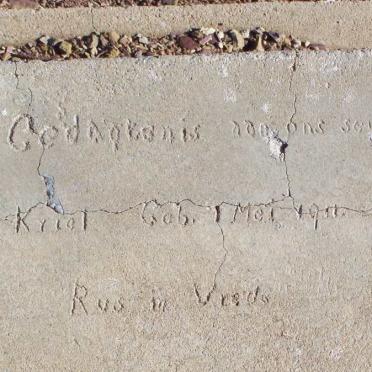 Gedagtenis aan ons
Kriel Geb. 1 Mei
Rus in Vrede